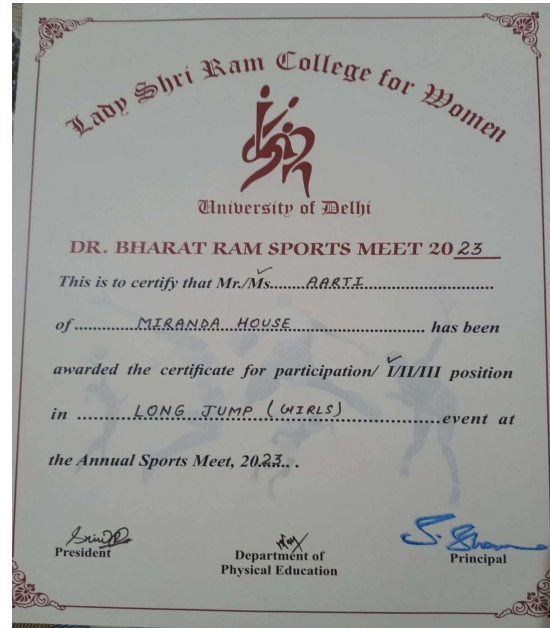 Lady Shri Ram College for Women
University of Delhi
DR. BHARAT RAM SPORTS MEET 2023
This is to certify that Mr./Ms. AARTI
of MIRANDA HOUSE has been
awarded the certificate for participation/ I/II/III position
in LONG JUMP (GIRLS) event at
the Annual Sports Meet, 2023.
President
Department of
Physical Education
Principal